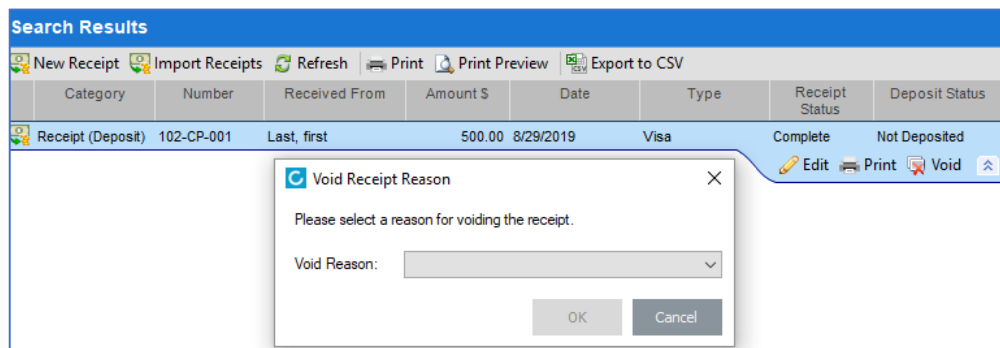 Search Results
New Receipt Import Receipts Refresh Print Print Preview Export to CSV
Category Number Received From Amount $ Date Type Receipt Status Deposit Status
Receipt (Deposit) 102-CP-001 Last, first 500.00 8/29/2019 Visa Complete Not Deposited
Edit Print Void
Void Receipt Reason
Please select a reason for voiding the receipt.
Void Reason:
OK Cancel